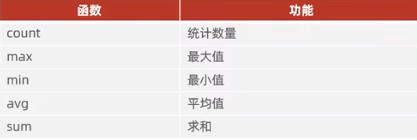 函数 功能
count 统计数量
max 最大值
min 最小值
avg 平均值
sum 求和